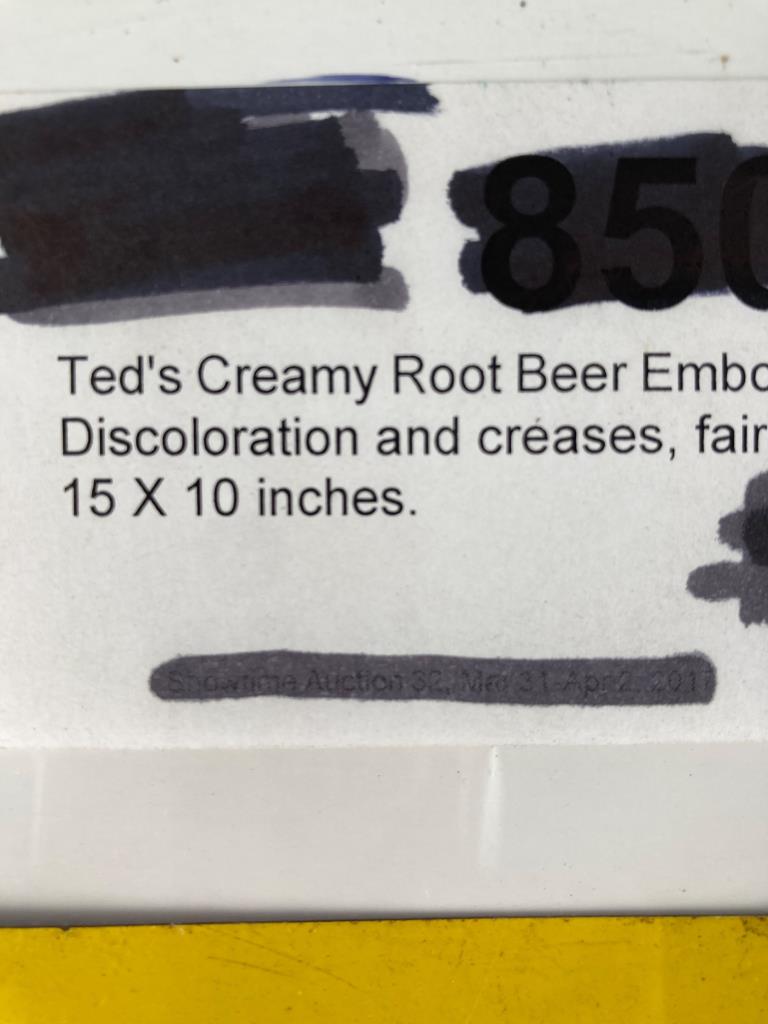 850
Ted's Creamy Root Beer Embo
Discoloration and creases, fair
15 X 10 inches.
Showtime Auction 32, Mar 31-Apr 2, 2017